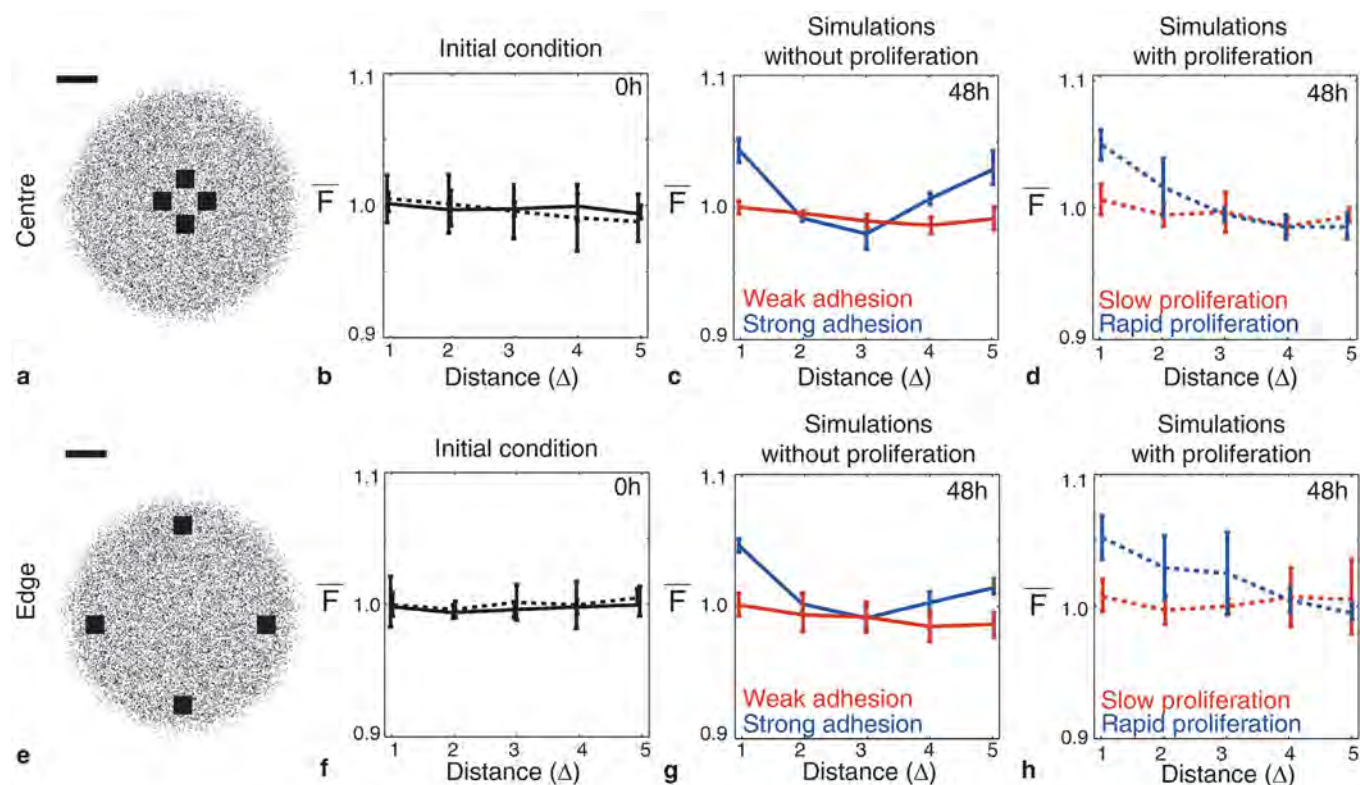 Centre
a
Initial condition
0h
1.1
1.0
0.9
F
1 2 3 4 5
Distance (Δ)
b
Simulations
without proliferation
48h
1.1
1.0
0.9
F
Weak adhesion
Strong adhesion
1 2 3 4 5
Distance (Δ)
c
Simulations
with proliferation
48h
1.1
1.0
0.9
F
Slow proliferation
Rapid proliferation
1 2 3 4 5
Distance (Δ)
d
Edge
e
Initial condition
0h
1.1
1.0
0.9
F
1 2 3 4 5
Distance (Δ)
f
Simulations
without proliferation
48h
1.1
1.0
0.9
F
Weak adhesion
Strong adhesion
1 2 3 4 5
Distance (Δ)
g
Simulations
with proliferation
48h
1.1
1.0
0.9
F
Slow proliferation
Rapid proliferation
1 2 3 4 5
Distance (Δ)
h